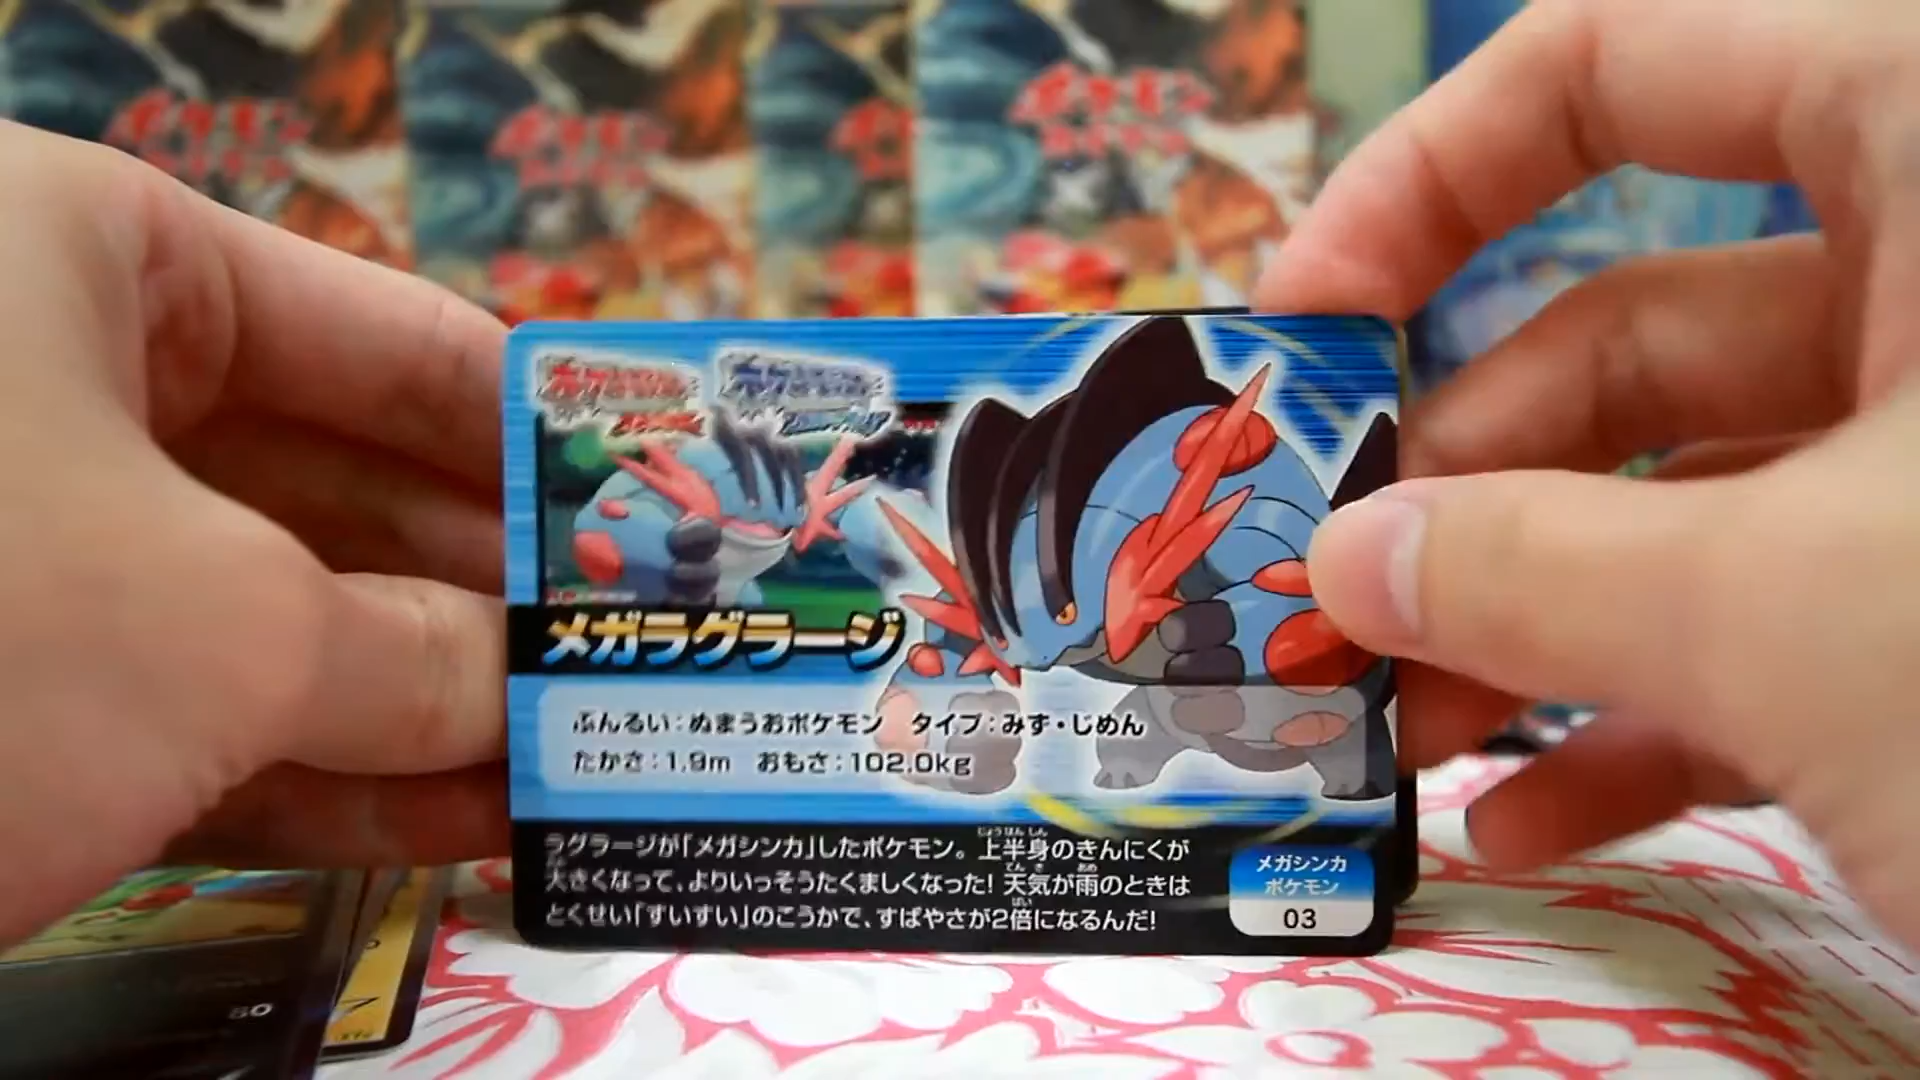 メガラグラージ
ぶんるい:ぬまうおポケモン タイプ:みず・じめん
たかさ:1.9m おもさ:102.0kg
ラグラージが「メガシンカ」したポケモン。上半身のきんにくが
大きくなって、よりいっそうたくましくなった! 天気が雨のときは
とくせい「すいすい」のこうかで、すばやさが2倍になるんだ!
メガシンカ
ポケモン
03